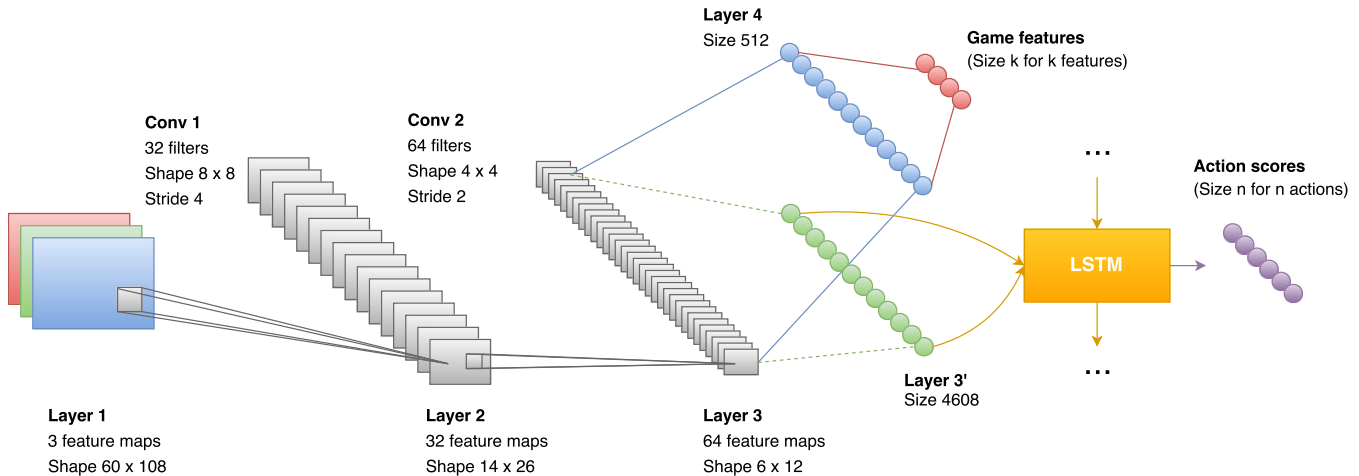 Layer 4
Size 512
Game features
(Size k for k features)
Conv 1
32 filters
Shape 8 x 8
Stride 4
Conv 2
64 filters
Shape 4 x 4
Stride 2
...
Action scores
(Size n for n actions)
LSTM
...
Layer 3'
Size 4608
Layer 1
3 feature maps
Shape 60 x 108
Layer 2
32 feature maps
Shape 14 x 26
Layer 3
64 feature maps
Shape 6 x 12